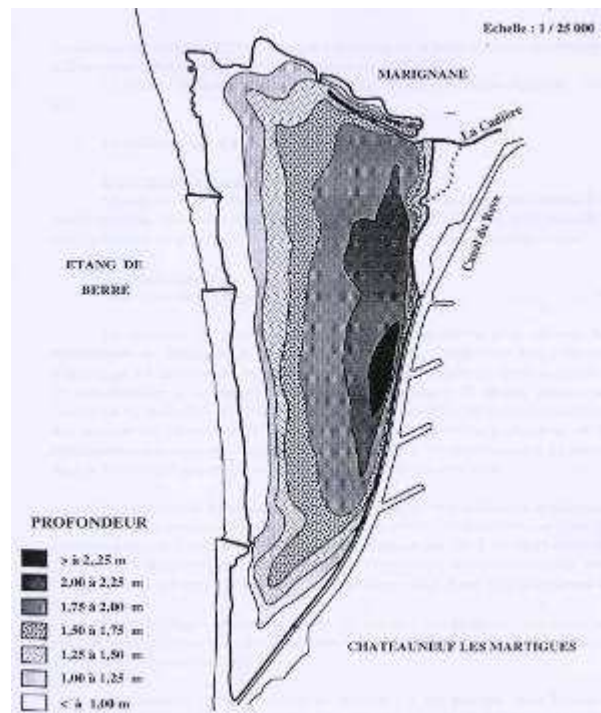 Echelle : 1 / 25 000
MARIGNANE
La Cadière
Canal du Rove
ETANG DE
BERRE
PROFONDEUR
> à 2,25 m
2,00 à 2,25 m
1,75 à 2,00 m
1,50 à 1,75 m
1,25 à 1,50 m
1,00 à 1,25 m
< à 1,00 m
CHATEAUNEUF LES MARTIGUES